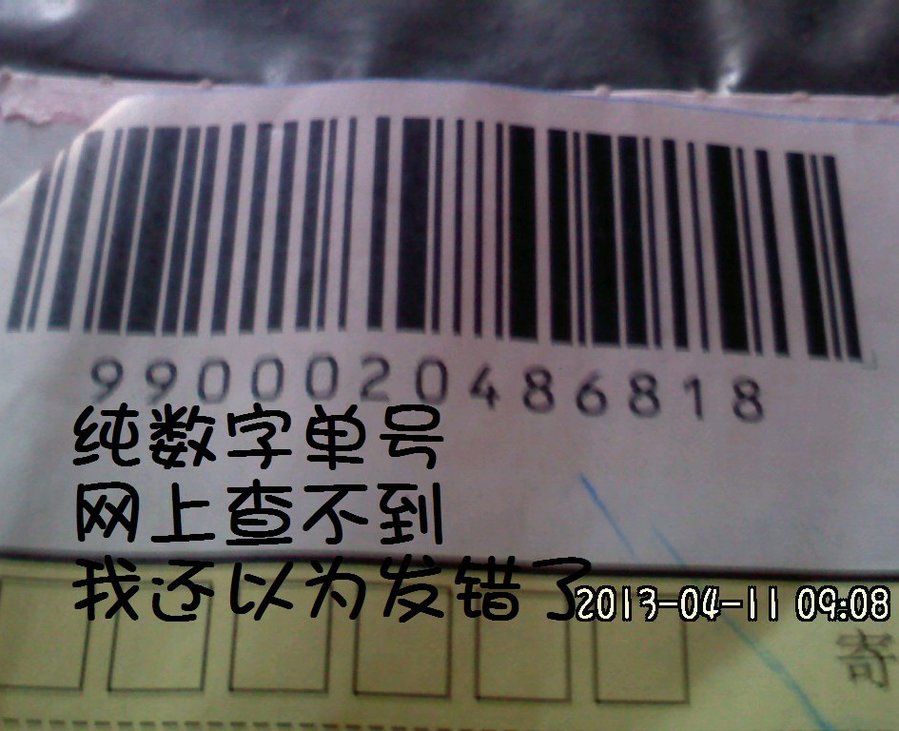 9900020486818
纯数字单号
网上查不到
我还以为发错了
2013-04-11 09:08
寄